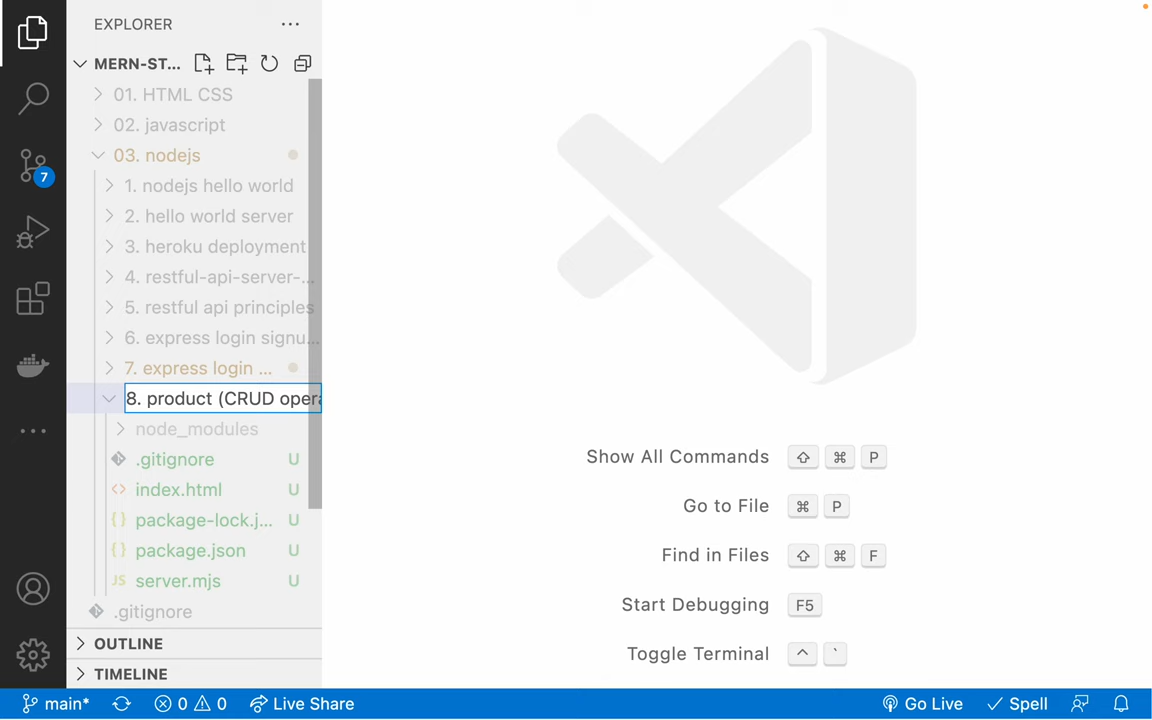 EXPLORER
MERN-ST...
01. HTML CSS
02. javascript
03. nodejs
1. nodejs hello world
2. hello world server
3. heroku deployment
4. restful-api-server-...
5. restful api principles
6. express login signu...
7. express login ...
8. product (CRUD opera
node_modules
.gitignore U
index.html U
package-lock.j... U
package.json U
JS server.mjs U
.gitignore
OUTLINE
TIMELINE
7
Show All Commands ⇧ ⌘ P
Go to File ⌘ P
Find in Files ⇧ ⌘ F
Start Debugging F5
Toggle Terminal ^ `
main* 0 0 Live Share Go Live Spell